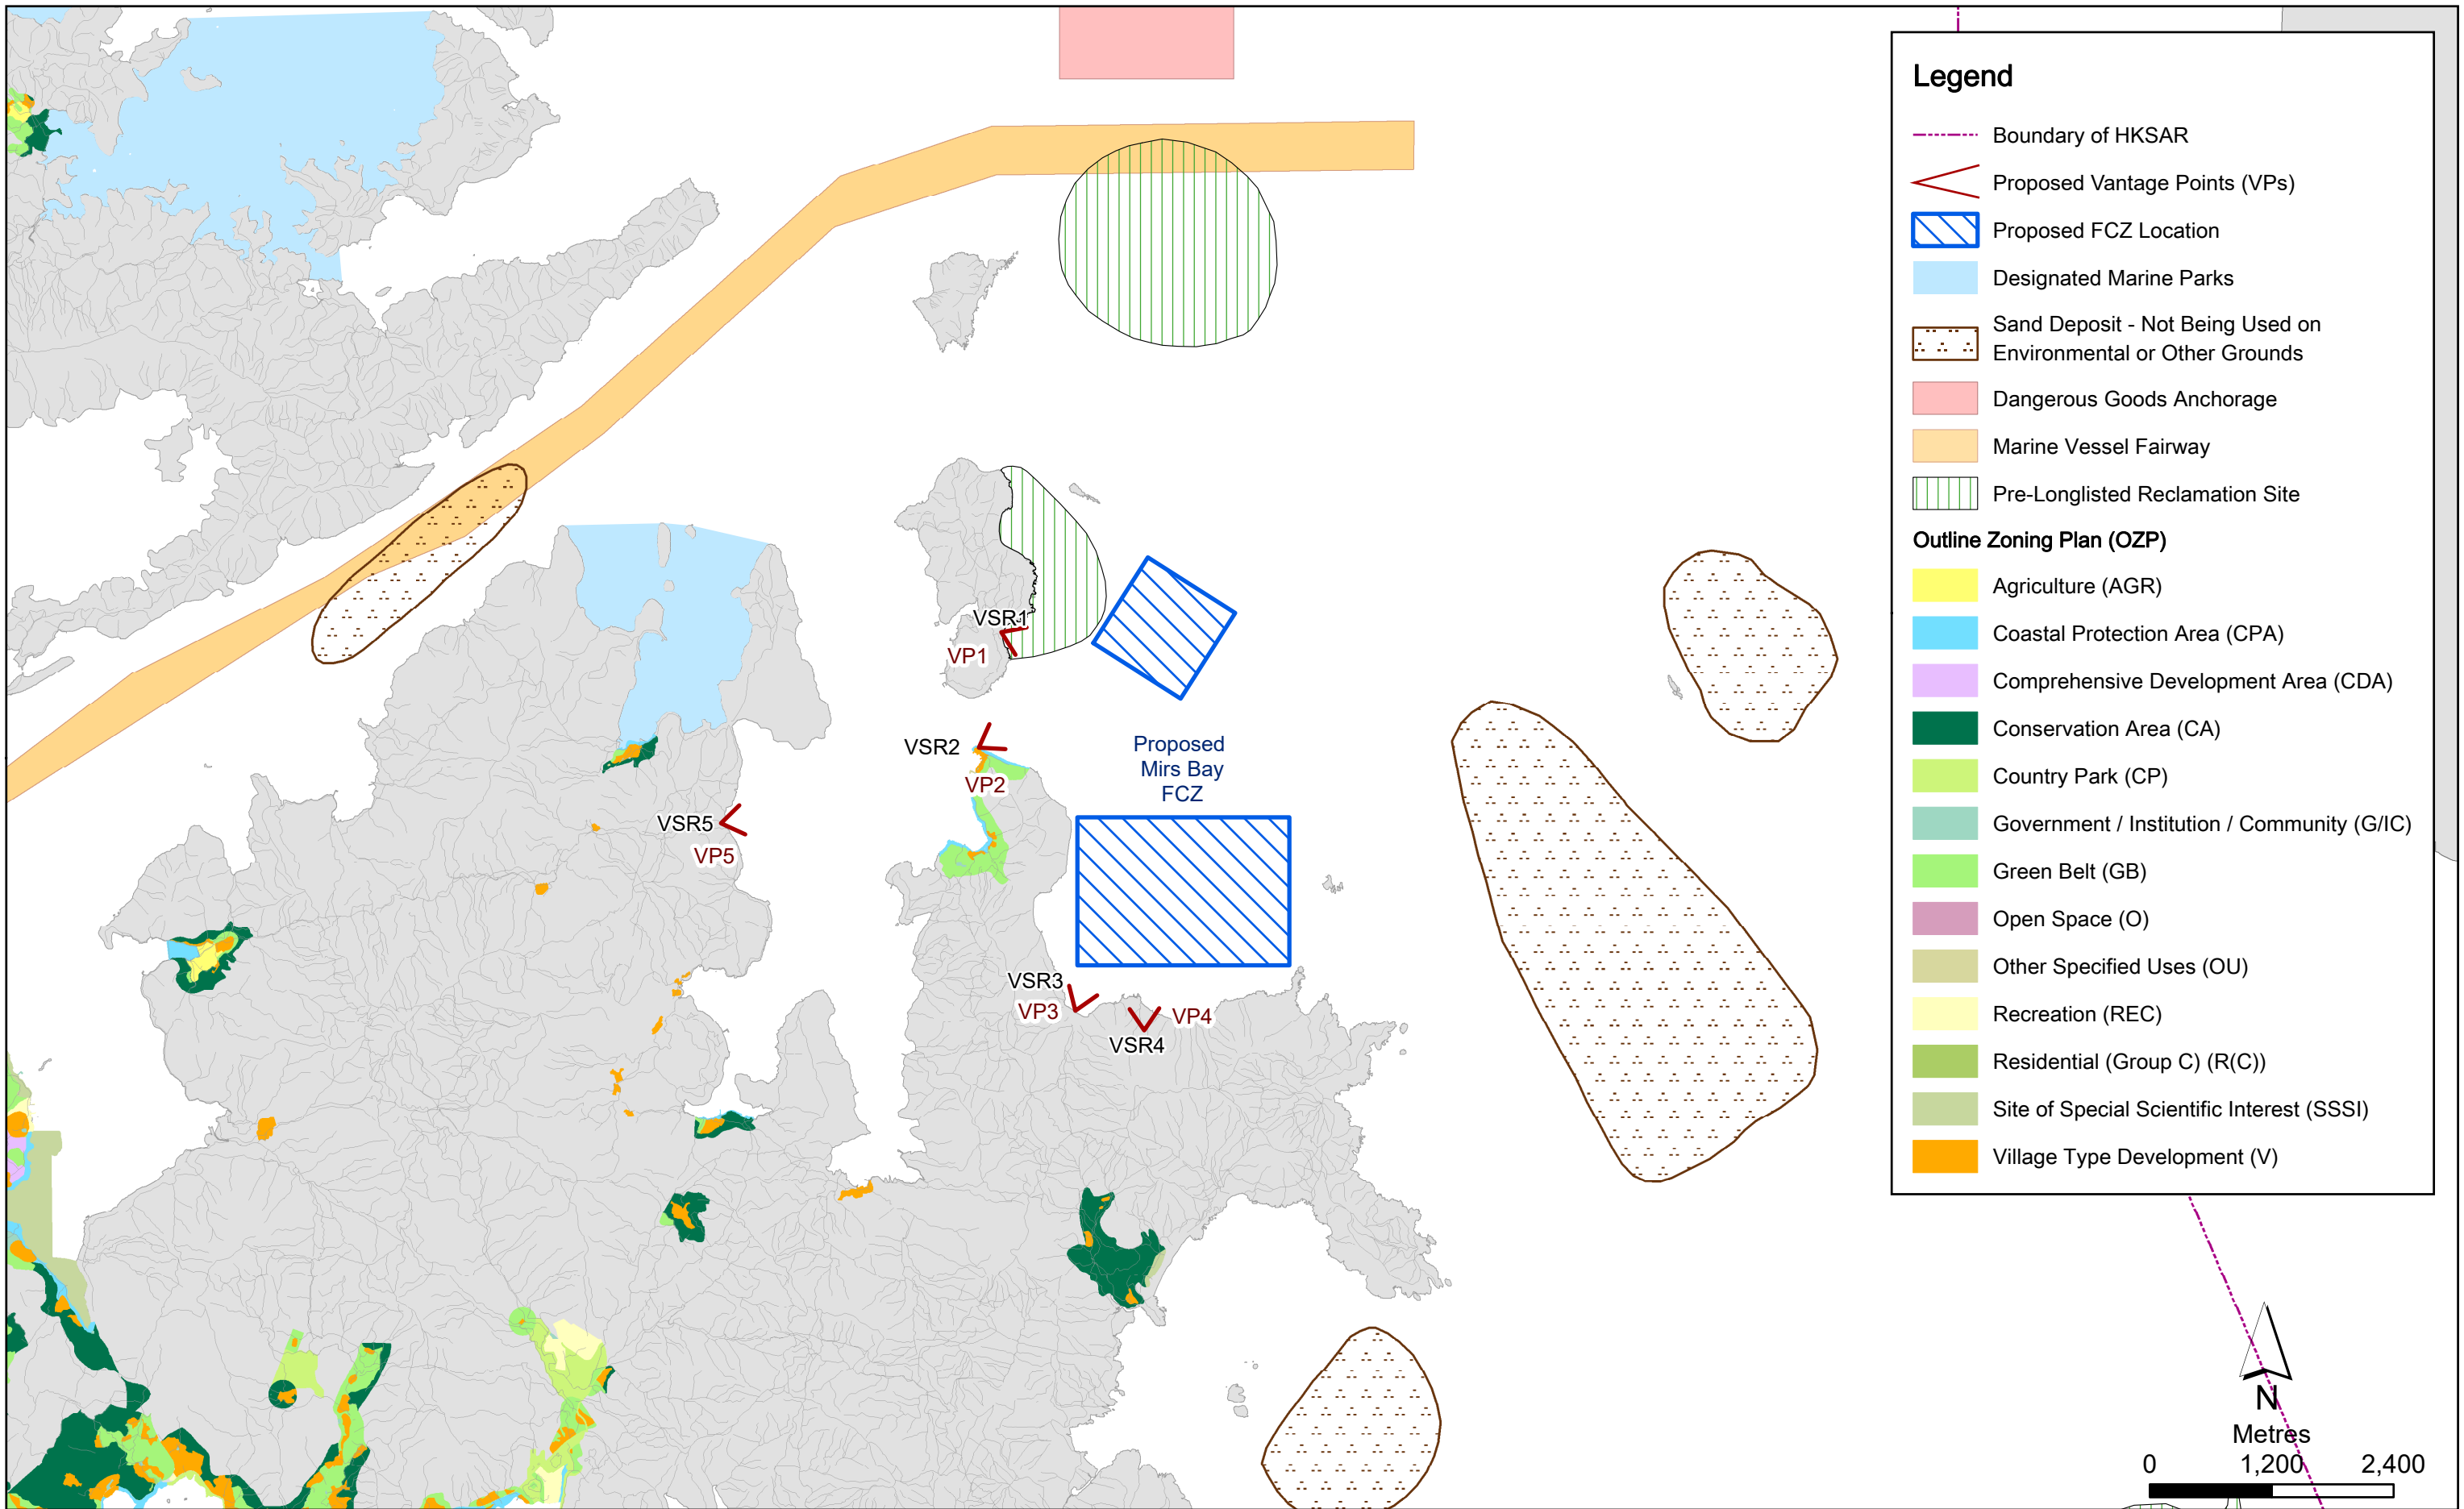 Legend
Boundary of HKSAR
Proposed Vantage Points (VPs)
Proposed FCZ Location
Designated Marine Parks
Sand Deposit - Not Being Used on
Environmental or Other Grounds
Dangerous Goods Anchorage
Marine Vessel Fairway
Pre-Longlisted Reclamation Site
Outline Zoning Plan (OZP)
Agriculture (AGR)
Coastal Protection Area (CPA)
Comprehensive Development Area (CDA)
Conservation Area (CA)
Country Park (CP)
Government / Institution / Community (G/IC)
Green Belt (GB)
Open Space (O)
Other Specified Uses (OU)
Recreation (REC)
Residential (Group C) (R(C))
Site of Special Scientific Interest (SSSI)
Village Type Development (V)
VSR1
VP1
VSR2
VP2
Proposed
Mirs Bay
FCZ
VSR5
VP5
VSR3
VP3
VP4
VSR4
N
Metres
0 1,200 2,400